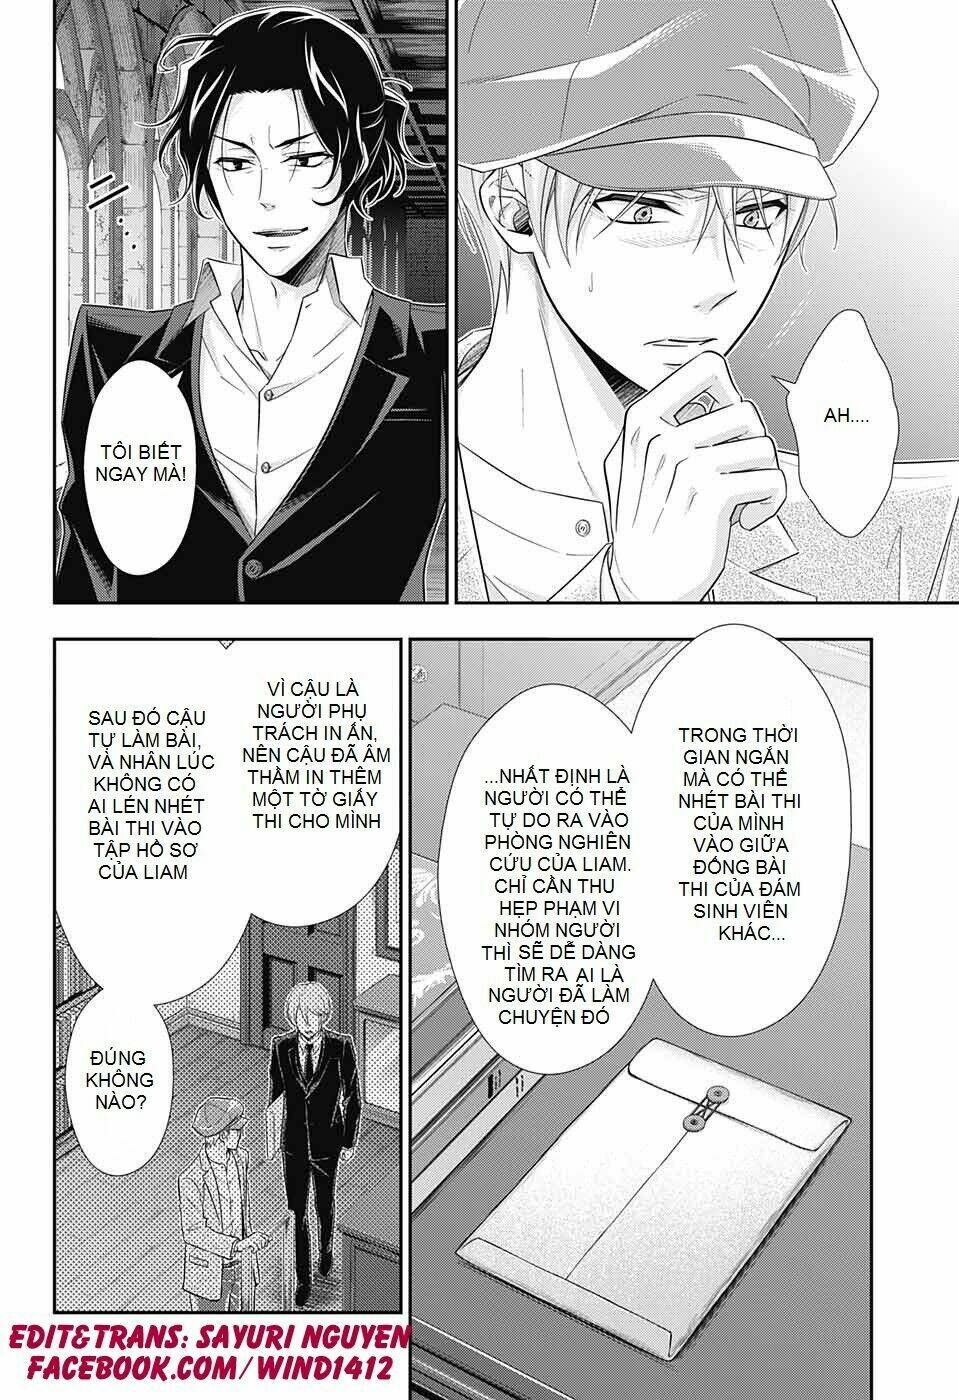 AH....
TÔI BIẾT
NGAY MÀ!
TRONG THỜI
GIAN NGẮN
MÀ CÓ THỂ
NHÉT BÀI THI
CỦA MÌNH
VÀO GIỮA
ĐỐNG BÀI
THI CỦA ĐÁM
SINH VIÊN
KHÁC...
...NHẤT ĐỊNH LÀ
NGƯỜI CÓ THỂ
TỰ DO RA VÀO
PHÒNG NGHIÊN
CỨU CỦA LIAM.
CHỈ CẦN THU
HẸP PHẠM VI
NHÓM NGƯỜI
THÌ SẼ DỄ DÀNG
TÌM RA AI LÀ
NGƯỜI ĐÃ LÀM
CHUYỆN ĐÓ
VÌ CẬU LÀ
NGƯỜI PHỤ
TRÁCH IN ẤN,
NÊN CẬU ĐÃ ÂM
THẦM IN THÊM
MỘT TỜ GIẤY
THI CHO MÌNH
SAU ĐÓ CẬU
TỰ LÀM BÀI,
VÀ NHÂN LÚC
KHÔNG CÓ
AI LÉN NHÉT
BÀI THI VÀO
TẬP HỒ SƠ
CỦA LIAM
ĐÚNG
KHÔNG
NÀO?
EDIT&TRANS: SAYURI NGUYEN
FACEBOOK.COM/WIND1412